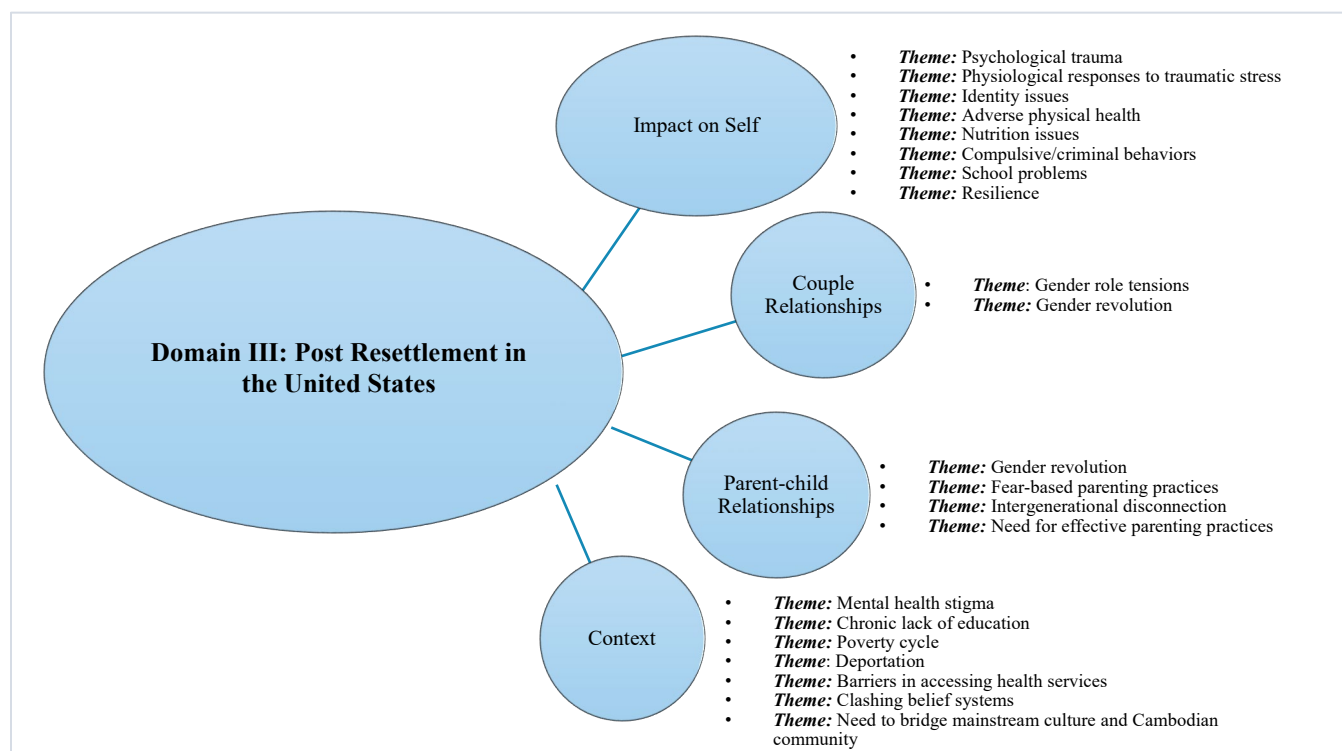 Impact on Self
• Theme: Psychological trauma
• Theme: Physiological responses to traumatic stress
• Theme: Identity issues
• Theme: Adverse physical health
• Theme: Nutrition issues
• Theme: Compulsive/criminal behaviors
• Theme: School problems
• Theme: Resilience
Couple
Relationships
• Theme: Gender role tensions
• Theme: Gender revolution
Domain III: Post Resettlement in
the United States
Parent-child
Relationships
• Theme: Gender revolution
• Theme: Fear-based parenting practices
• Theme: Intergenerational disconnection
• Theme: Need for effective parenting practices
Context
• Theme: Mental health stigma
• Theme: Chronic lack of education
• Theme: Poverty cycle
• Theme: Deportation
• Theme: Barriers in accessing health services
• Theme: Clashing belief systems
• Theme: Need to bridge mainstream culture and Cambodian
community